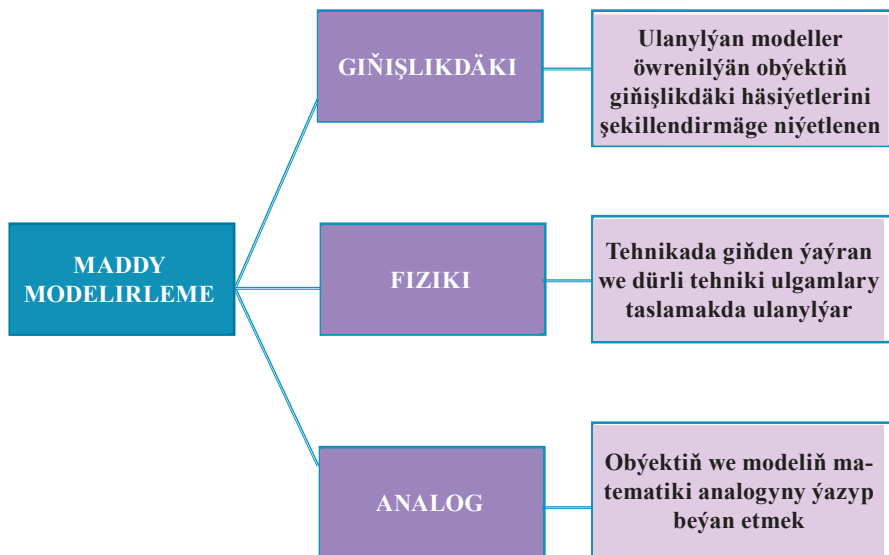 GIŇIŞLIKDÄKI
Ulanylýan modeller
öwrenilýän obýektiň
giňişlikdäki häsiýetlerini
şekillendirmäge niýetlenen
MADDY
MODELIRLEME
FIZIKI
Tehnikada giňden ýaýran
we dürli tehniki ulgamlary
taslamakda ulanylýar
ANALOG
Obýektiň we modeliň ma-
tematiki analogyny ýazyp
beýan etmek